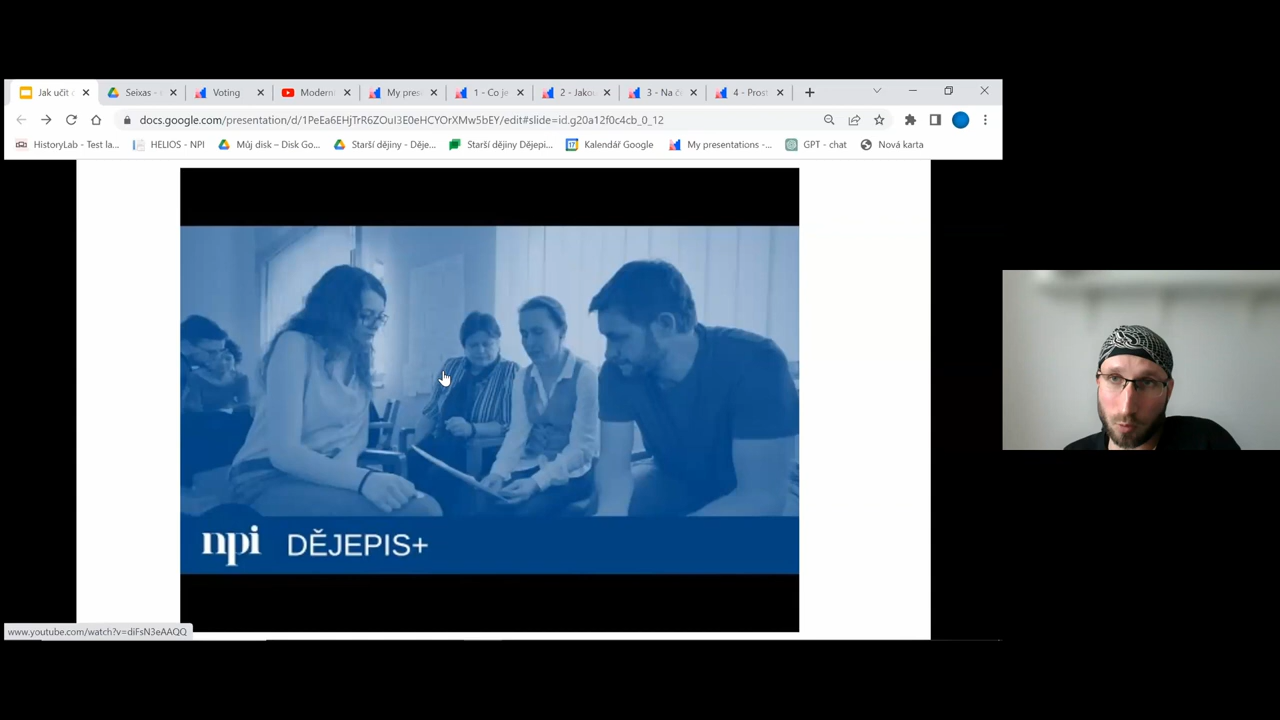 Jak učit
Seixas -
Voting
Modern
My pres
1 - Co je
2 - Jako
3 - Na
4 - Pros
docs.google.com/presentation/d/1PeEa6EHjTrR6ZOuI3E0eHCYOrXMw5bEY/edit#slide=id.g20a12f0c4cb_0_12
HistoryLab - Test la...
HELIOS - NPI
Můj disk – Disk Go...
Starší dějiny - Děje...
Starší dějiny Dějepi...
17
Kalendář Google
My presentations -...
GPT - chat
Nová karta
npi DĚJEPIS+
www.youtube.com/watch?v=diFsN3eAAQQ